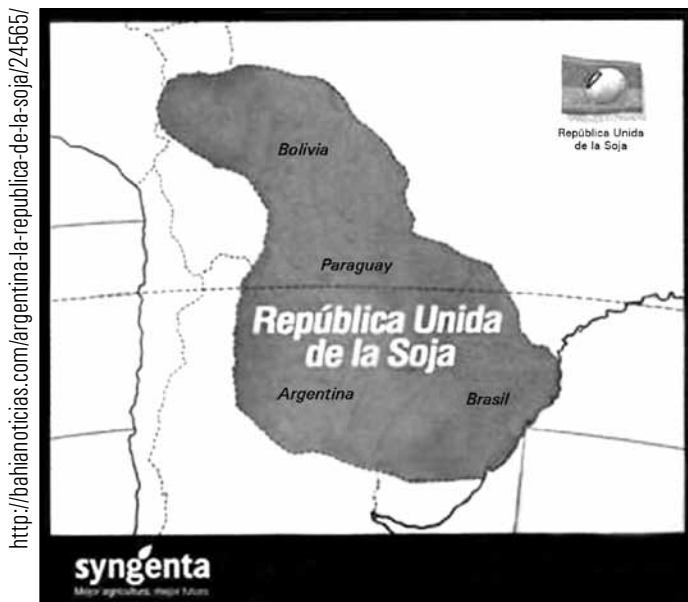 http://bahianoticias.com/argentina-la-republica-de-la-soja/24565/
República Unida
de la Soja
Bolivia
Paraguay
República Unida
de la Soja
Argentina
Brasil
syngenta
Mejor agricultura, mejor futuro